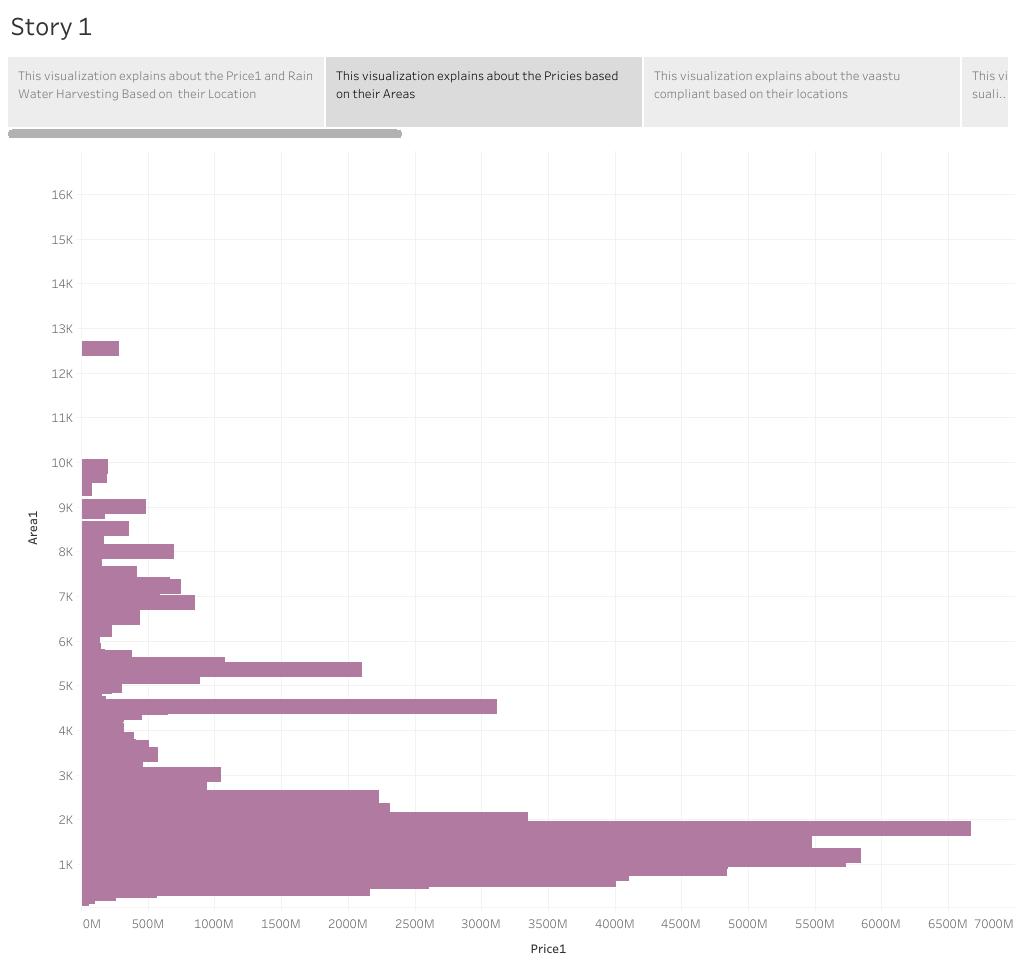 Story 1
This visualization explains about the Price1 and Rain
Water Harvesting Based on  their Location
This visualization explains about the Pricies based
on their Areas
This visualization explains about the vaastu
compliant based on their locations
This vi
suali..
16K
15K
14K
13K
12K
11K
10K
9K
8K
7K
6K
5K
4K
3K
2K
1K
Area1
0M 500M 1000M 1500M 2000M 2500M 3000M 3500M 4000M 4500M 5000M 5500M 6000M 6500M 7000M
Price1